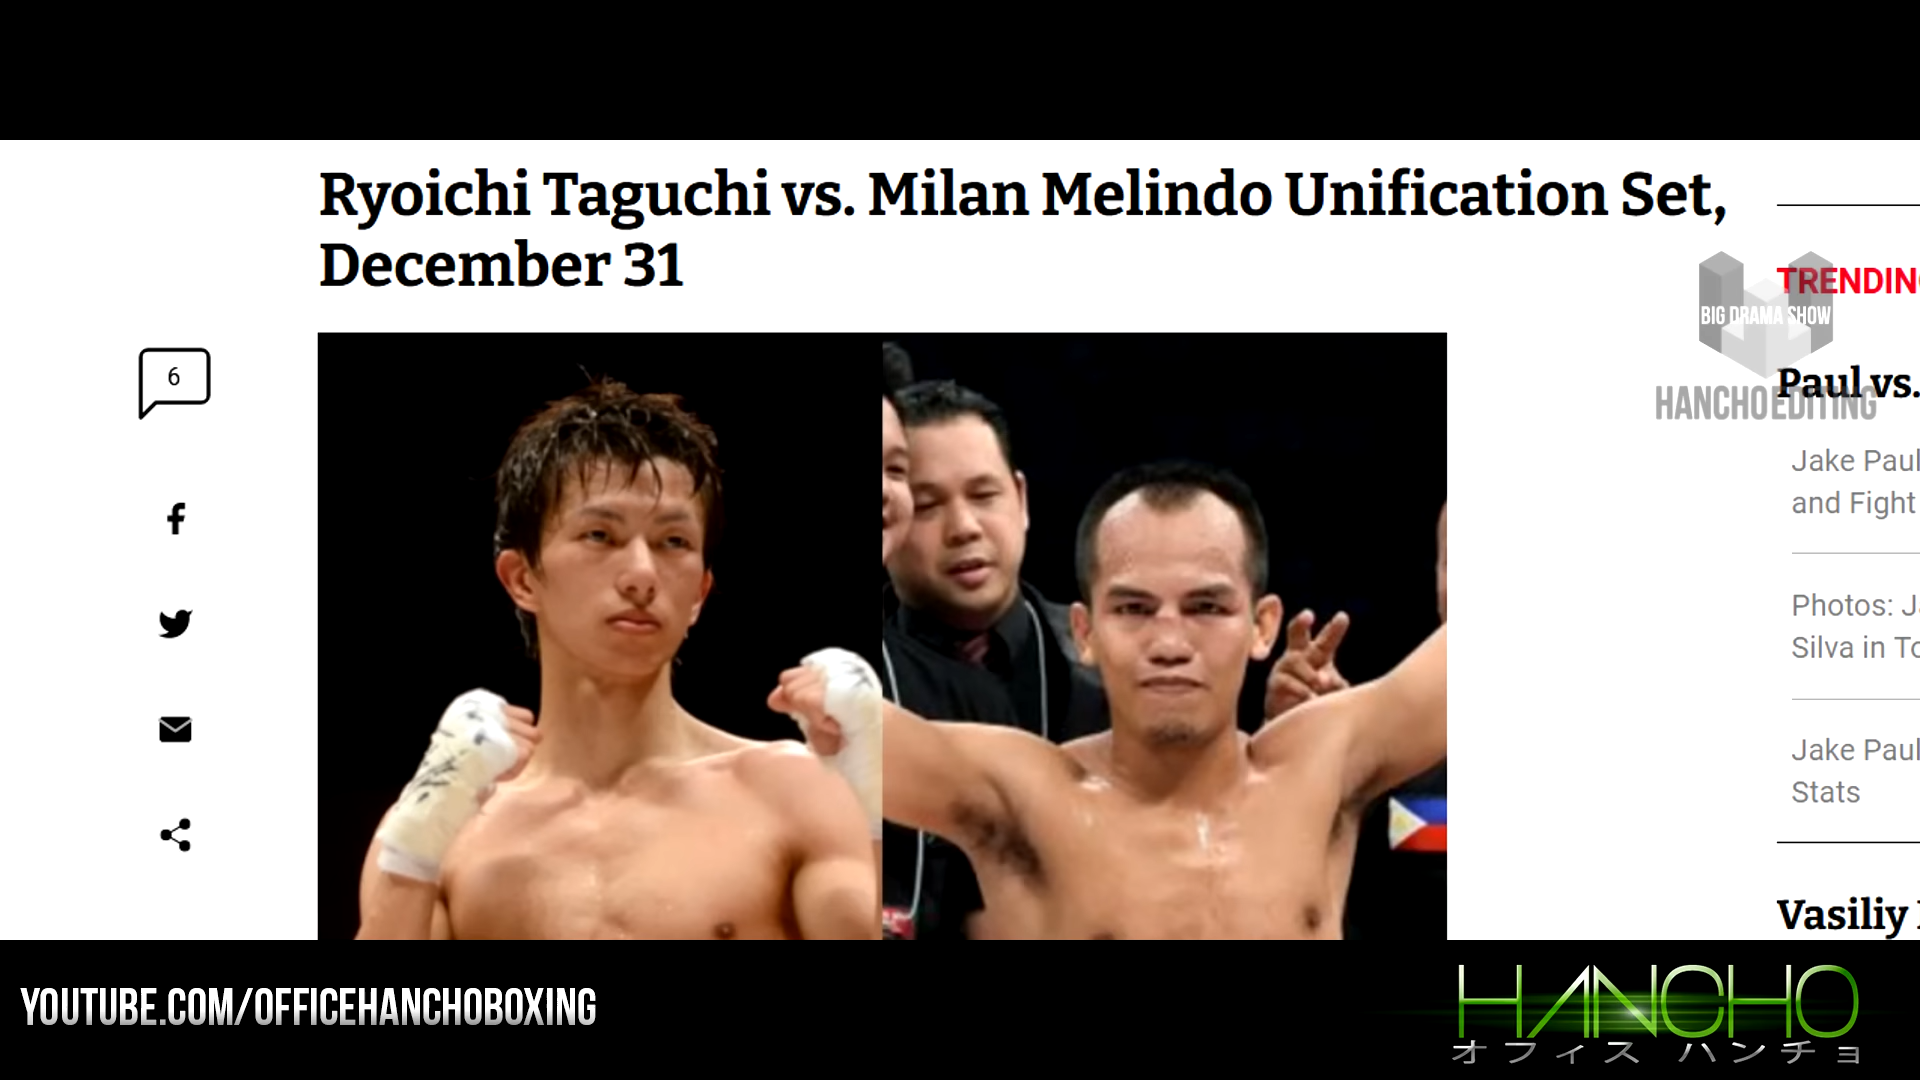 Ryoichi Taguchi vs. Milan Melindo Unification Set,
December 31
6
TRENDING
BIG DRAMA SHOW
Paul vs.
HANCHO EDITING
Jake Paul
and Fight
Photos: Ja
Silva in To
Jake Paul
Stats
Vasiliy
YOUTUBE.COM/OFFICEHANCHOBOXING
HANCHO
オフィス ハンチョ